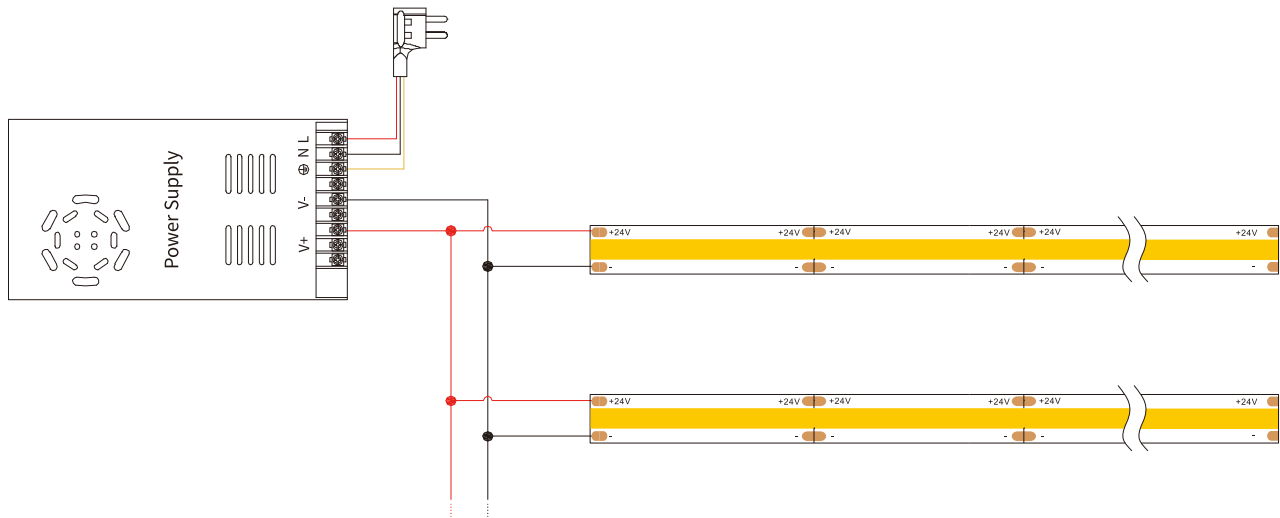 Power Supply
L
N
⏚
V-
V+
+24V +24V +24V +24V +24V +24V
- - - - - -
+24V +24V +24V +24V +24V +24V
- - - - - -